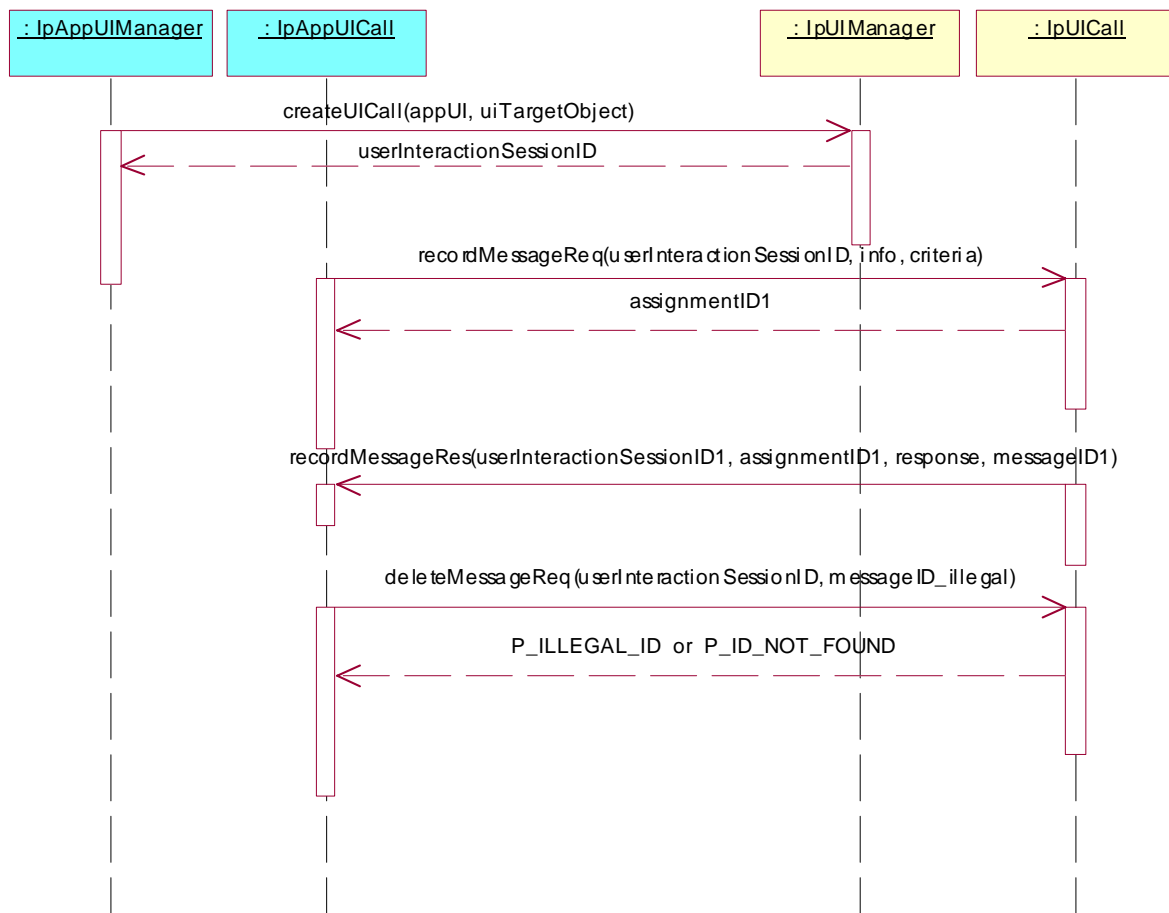 : IpAppUIManager
: IpAppUICall
: IpUIManager
: IpUICall
createUICall(appUI, uiTargetObject)
userInteractionSessionID
recordMessageReq(userInteractionSessionID, info, criteria)
assignmentID1
recordMessageRes(userInteractionSessionID1, assignmentID1, response, messageID1)
deleteMessageReq(userInteractionSessionID, messageID_illegal)
P_ILLEGAL_ID or P_ID_NOT_FOUND